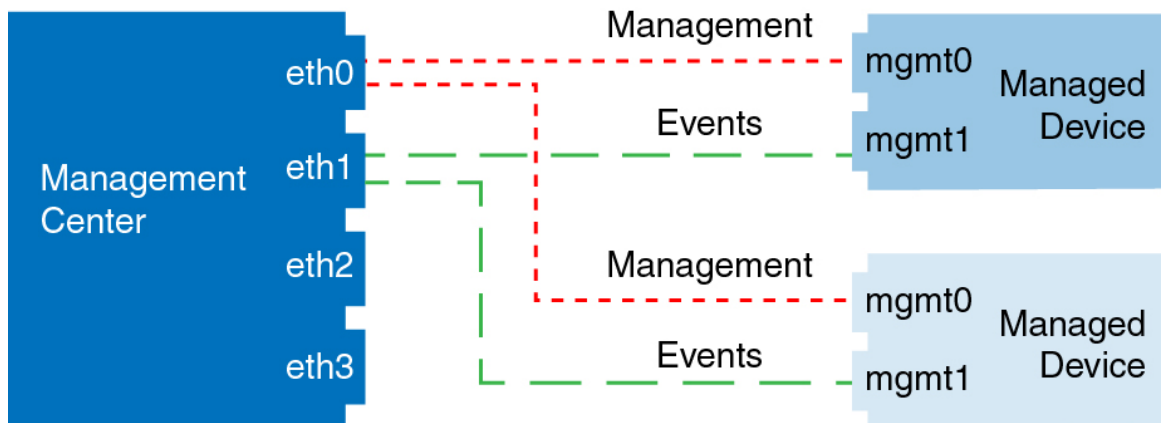 Management
Center
eth0
eth1
eth2
eth3
Management
Events
Management
Events
mgmt0
mgmt1
Managed
Device
mgmt0
mgmt1
Managed
Device